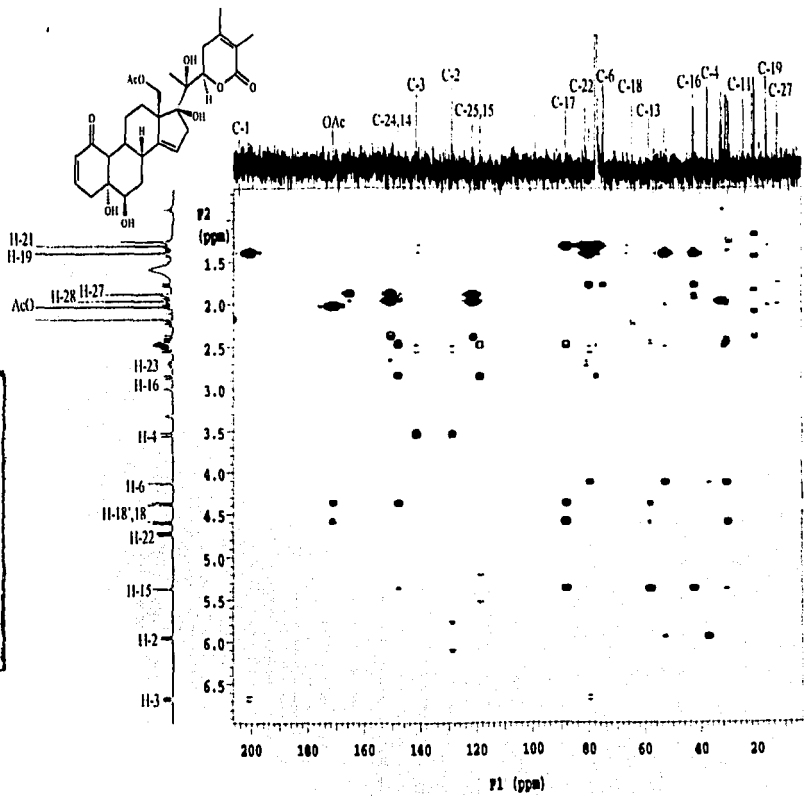 OH
AcO
O
O
H
OH
O
H
OH
OH
C-1
OAc
C-24,14
C-3
C-2
C-25,15
C-17
C-22
C-6
C-18
C-13
C-16
C-4
C-11
C-19
C-27
F2
(ppm)
H-21
H-19
H-28
H-27
AcO
H-23
H-16
H-4
H-6
H-18',18
H-22
H-15
H-2
H-3
1.5
2.0
2.5
3.0
3.5
4.0
4.5
5.0
5.5
6.0
6.5
200 180 160 140 120 100 80 60 40 20
F1 (ppm)